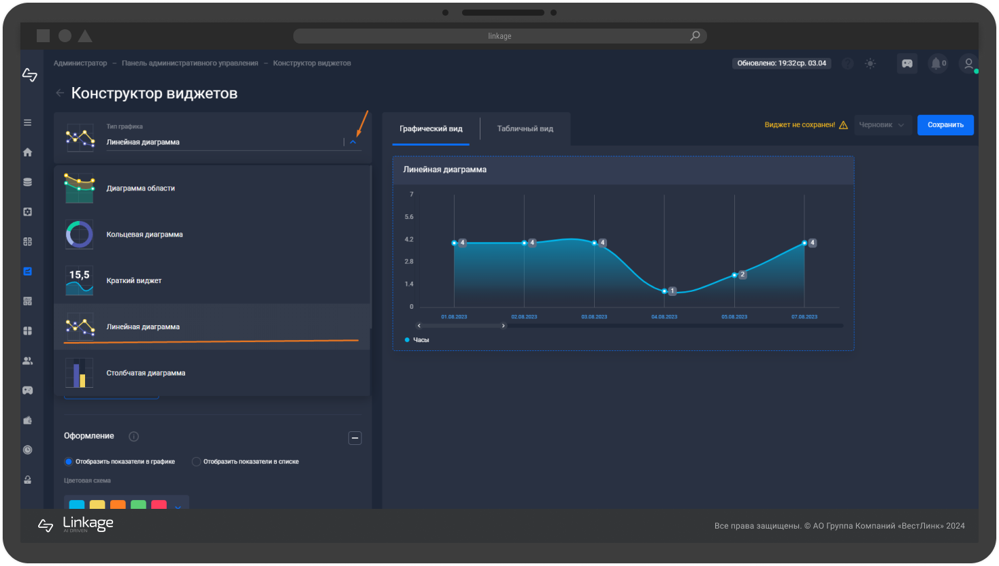 linkage
Администратор – Панель административного управления – Конструктор виджетов
Обновлено: 19:32ср. 03.04
0
Конструктор виджетов
Тип графика
Линейная диаграмма
Диаграмма области
Кольцевая диаграмма
15,5
Краткий виджет
Линейная диаграмма
Столбчатая диаграмма
Оформление
Отобразить показатели в графике
Отобразить показатели в списке
Цветовая схема
Графический вид
Табличный вид
Виджет не сохранен!
Черновик
Сохранить
Линейная диаграмма
7
5.6
4.2
2.8
1.4
0
4
4
4
1
2
4
01.08.2023
02.08.2023
03.08.2023
04.08.2023
05.08.2023
07.08.2023
Часы
Linkage
AI DRIVEN
Все права защищены. © АО Группа Компаний «ВестЛинк» 2024